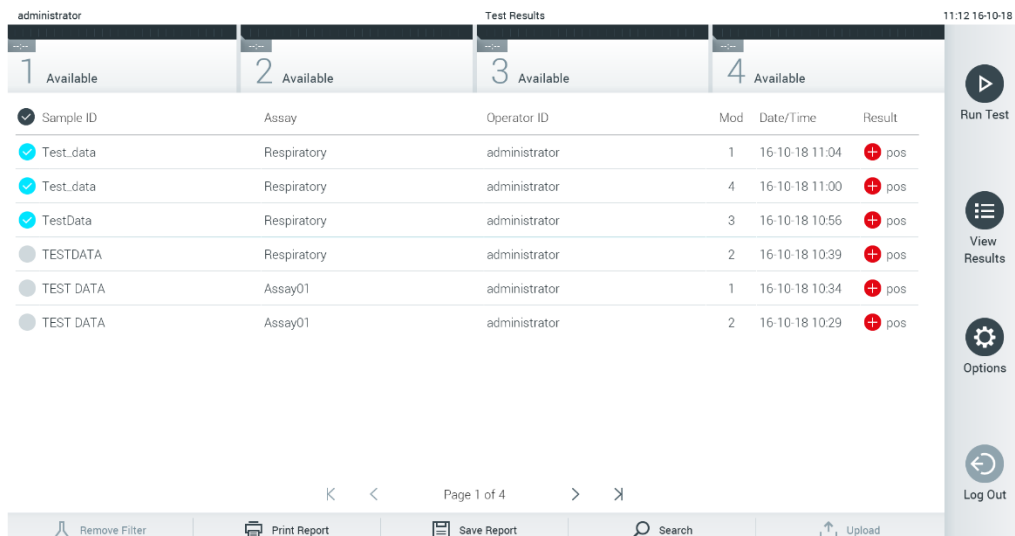 administrator Test Results 11:12 16-10-18
--:-- --:-- --:-- --:--
1 Available 2 Available 3 Available 4 Available
Run Test
Sample ID Assay Operator ID Mod Date/Time Result
Test_data Respiratory administrator 1 16-10-18 11:04 pos
Test_data Respiratory administrator 4 16-10-18 11:00 pos
TestData Respiratory administrator 3 16-10-18 10:56 pos
View
Results
TESTDATA Respiratory administrator 2 16-10-18 10:39 pos
TEST DATA Assay01 administrator 1 16-10-18 10:34 pos
TEST DATA Assay01 administrator 2 16-10-18 10:29 pos
Options
Page 1 of 4
Log Out
Remove Filter Print Report Save Report Search Upload